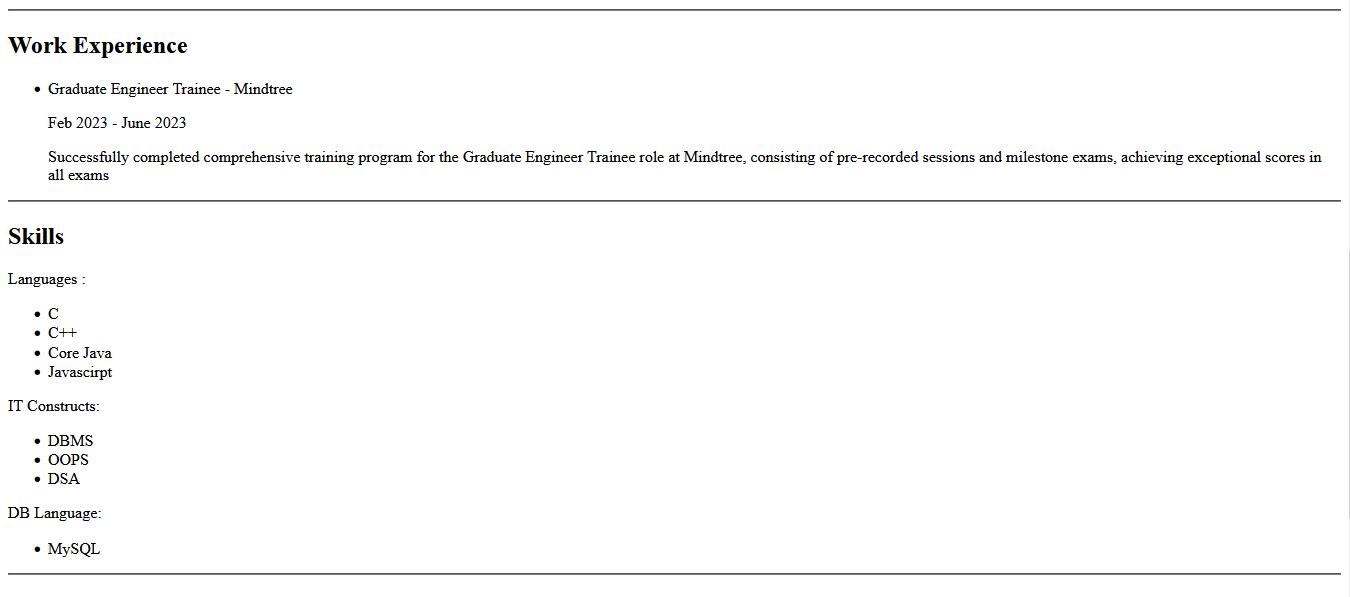 Work Experience
Graduate Engineer Trainee - Mindtree
Feb 2023 - June 2023
Successfully completed comprehensive training program for the Graduate Engineer Trainee role at Mindtree, consisting of pre-recorded sessions and milestone exams, achieving exceptional scores in
all exams
Skills
Languages :
C
C++
Core Java
Javascirpt
IT Constructs:
DBMS
OOPS
DSA
DB Language:
MySQL